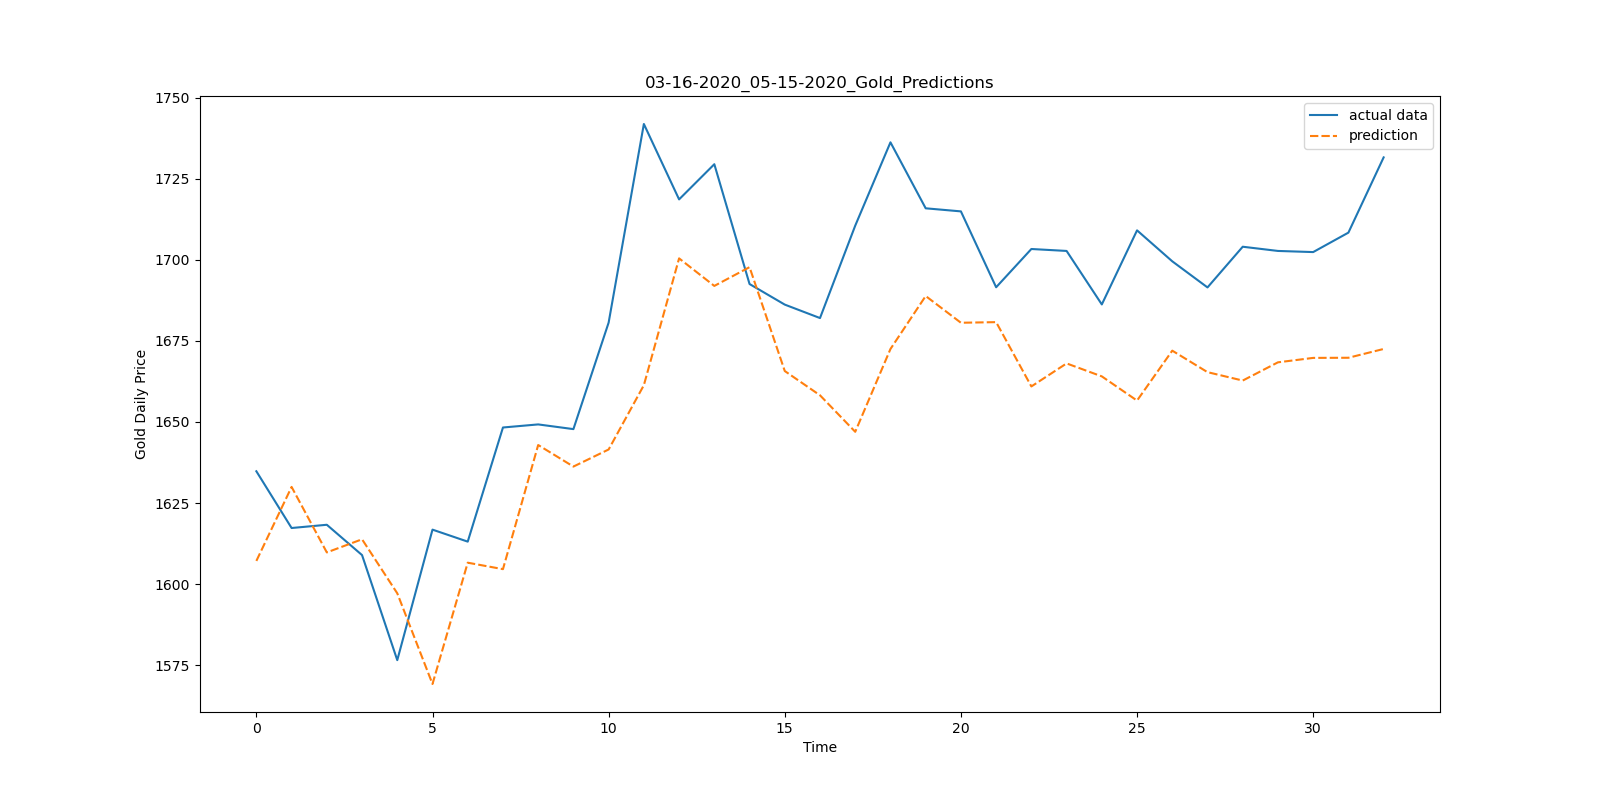 03-16-2020_05-15-2020_Gold_Predictions
actual data
prediction
1750
1725
1700
1675
1650
1625
1600
1575
Gold Daily Price
0 5 10 15 20 25 30
Time